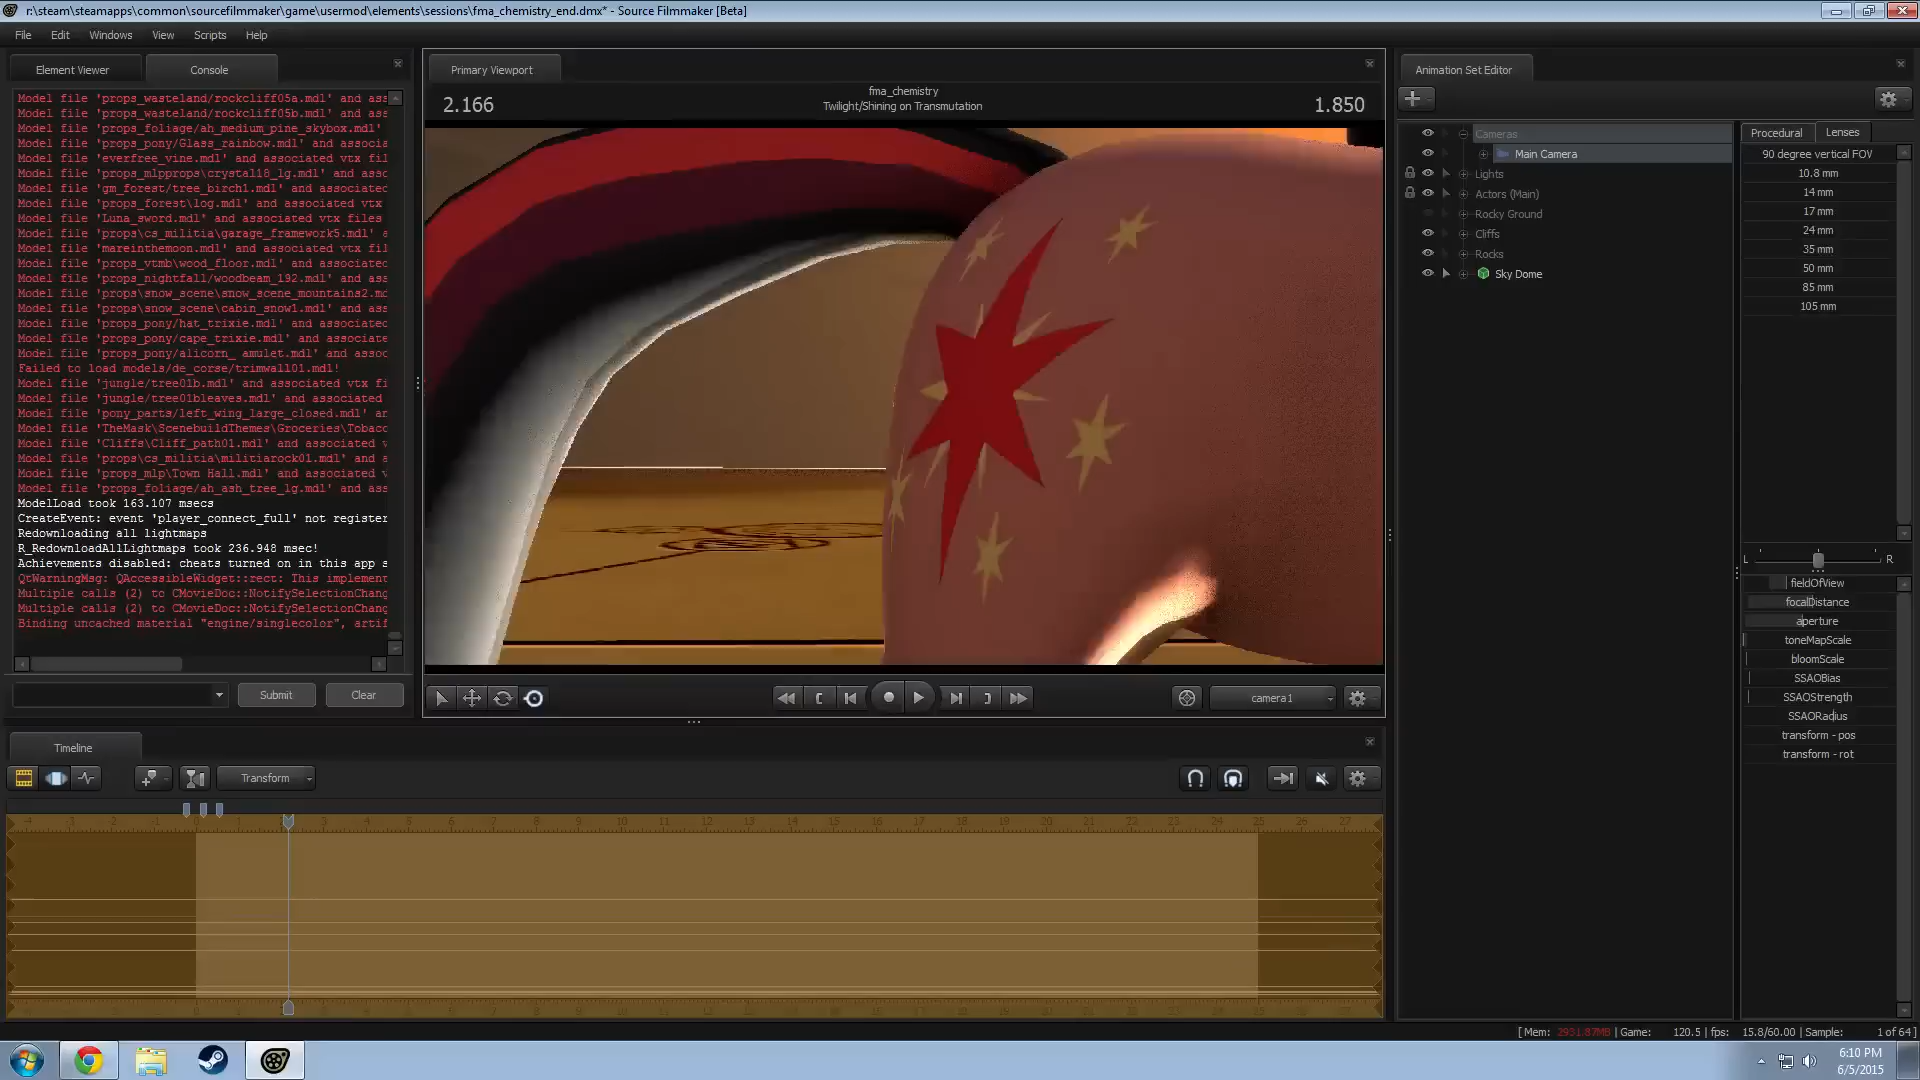 r:\steam\steamapps\common\sourcefilmmaker\game\usermod\elements\sessions\fma_chemistry_end.dmx* - Source Filmmaker [Beta]
File Edit Windows View Scripts Help
Element Viewer
Console
Model file 'props_wasteland/rockcliff05a.mdl' and ass
Model file 'props_wasteland/rockcliff05b.mdl' and ass
Model file 'props_foliage/ah_medium_pine_skybox.mdl'
Model file 'props_pony/Glass_rainbow.mdl' and associa
Model file 'everfree_vine.mdl' and associated vtx fil
Model file 'props_mlpprops\crystal18_lg.mdl' and asso
Model file 'gm_forest/tree_birch1.mdl' and associated
Model file 'props_forest\log.mdl' and associated vtx
Model file 'Luna_sword.mdl' and associated vtx files
Model file 'props\cs_militia\garage_framework5.mdl' a
Model file 'mareinthemoon.mdl' and associated vtx fil
Model file 'props_vtmb\wood_floor.mdl' and associated
Model file 'props_nightfall/woodbeam_192.mdl' and ass
Model file 'props\snow_scene\snow_scene_mountains2.md
Model file 'props\snow_scene\cabin_snow1.mdl' and ass
Model file 'props_pony/hat_trixie.mdl' and associated
Model file 'props_pony/cape_trixie.mdl' and associate
Model file 'props_pony/alicorn_ amulet.mdl' and assoc
Failed to load models/de_corse/trimwall01.mdl!
Model file 'jungle/tree01b.mdl' and associated vtx fi
Model file 'jungle/tree01bleaves.mdl' and associated
Model file 'pony_parts/left_wing_large_closed.mdl' an
Model file 'TheMask\ScenebuildThemes\Groceries\Tobacc
Model file 'Cliffs\Cliff_path01.mdl' and associated v
Model file 'props\cs_militia\militiarock01.mdl' and a
Model file 'props_mlp\Town Hall.mdl' and associated v
Model file 'props_foliage/ah_ash_tree_lg.mdl' and ass
ModelLoad took 163.107 msecs
CreateEvent: event 'player_connect_full' not register
Redownloading all lightmaps
R_RedownloadAllLightmaps took 236.948 msec!
Achievements disabled: cheats turned on in this app s
QtWarningMsg: QAccessibleWidget::rect: This implement
Multiple calls (2) to CMovieDoc::NotifySelectionChang
Multiple calls (2) to CMovieDoc::NotifySelectionChang
Binding uncached material "engine/singlecolor", artif
Submit
Clear
Primary Viewport
2.166
fma_chemistry
Twilight/Shining on Transmutation
1.850
camera1
Animation Set Editor
Cameras
Main Camera
Lights
Actors (Main)
Rocky Ground
Cliffs
Rocks
Sky Dome
Procedural
Lenses
90 degree vertical FOV
10.8 mm
14 mm
17 mm
24 mm
35 mm
50 mm
85 mm
105 mm
L R
fieldOfView
focalDistance
aperture
toneMapScale
bloomScale
SSAOBias
SSAOStrength
SSAORadius
transform - pos
transform - rot
Timeline
Transform
[ Mem: 2931.87MB | Game: 120.5 | fps: 15.8/60.00 | Sample: 1 of 64 ]
6:10 PM
6/5/2015